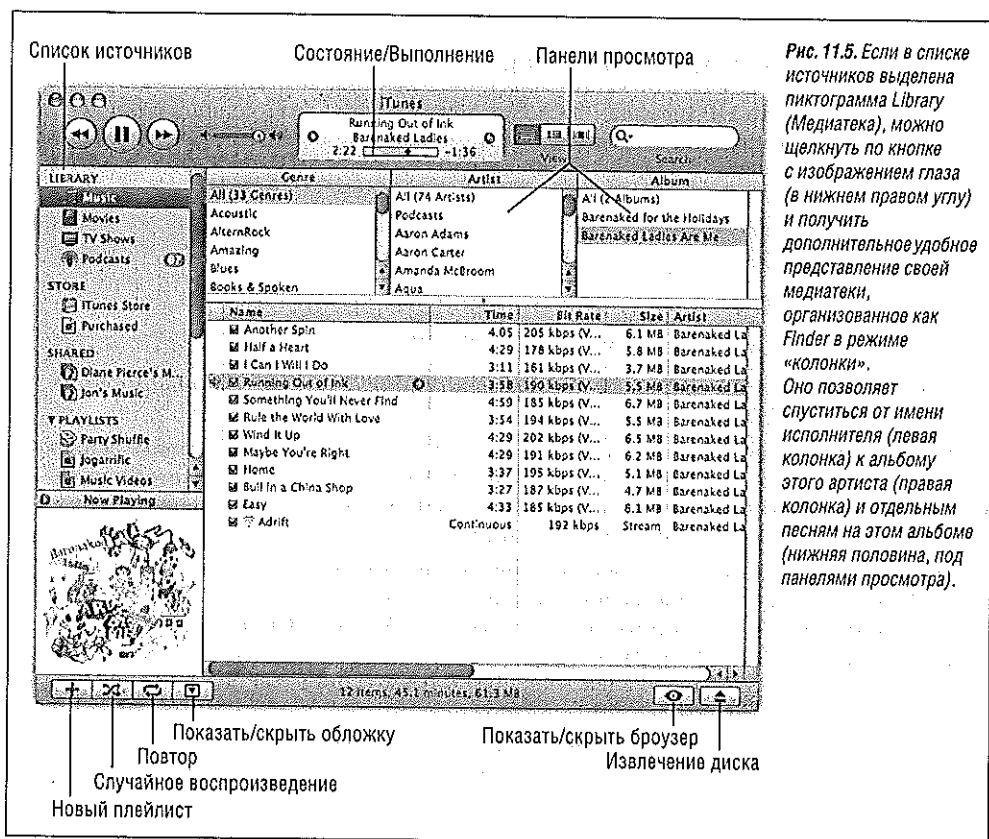 Список источников
Состояние/Выполнение
Панели просмотра
iTunes
Running Out of Ink
Barenaked Ladies
2:22
-1:36
View
Search
LIBRARY
Music
Movies
TV Shows
Podcasts
STORE
iTunes Store
Purchased
SHARED
Diane Pierce's M...
Jon's Music
▼ PLAYLISTS
Party Shuffle
Jogarrific
Music Videos
Now Playing
Genre
All (33 Genres)
Acoustic
AlternRock
Amazing
Blues
Books & Spoken
Artist
All (74 Artists)
Podcasts
Aaron Adams
Aaron Carter
Amanda McBroom
Aqua
Album
All (2 Albums)
Barenaked for the Holidays
Barenaked Ladies Are Me
Name Time Bit Rate Size Artist
Another Spin 4:05 205 kbps (V... 6.1 MB Barenaked La
Half a Heart 4:29 178 kbps (V... 5.8 MB Barenaked La
I Can I Will I Do 3:11 161 kbps (V... 3.7 MB Barenaked La
Running Out of Ink 3:58 190 kbps (V... 5.5 MB Barenaked La
Something You'll Never Find 4:59 185 kbps (V... 6.7 MB Barenaked La
Rule the World With Love 3:54 194 kbps (V... 5.5 MB Barenaked La
Wind It Up 4:29 202 kbps (V... 6.5 MB Barenaked La
Maybe You're Right 4:29 191 kbps (V... 6.2 MB Barenaked La
Home 3:37 195 kbps (V... 5.1 MB Barenaked La
Bull in a China Shop 3:27 187 kbps (V... 4.7 MB Barenaked La
Easy 4:33 185 kbps (V... 8.1 MB Barenaked La
Adrift Continuous 192 kbps Stream Barenaked La
12 items, 45.1 minutes, 61.3 MB
Показать/скрыть обложку
Повтор
Случайное воспроизведение
Новый плейлист
Показать/скрыть броузер
Извлечение диска
Рис. 11.5. Если в списке
источников выделена
пиктограмма Library
(Медиатека), можно
щелкнуть по кнопке
с изображением глаза
(в нижнем правом углу)
и получить
дополнительное удобное
представление своей
медиатеки,
организованное как
Finder в режиме
«колонки».
Оно позволяет
спуститься от имени
исполнителя (левая
колонка) к альбому
этого артиста (правая
колонка) и отдельным
песням на этом альбоме
(нижняя половина, под
панелями просмотра).